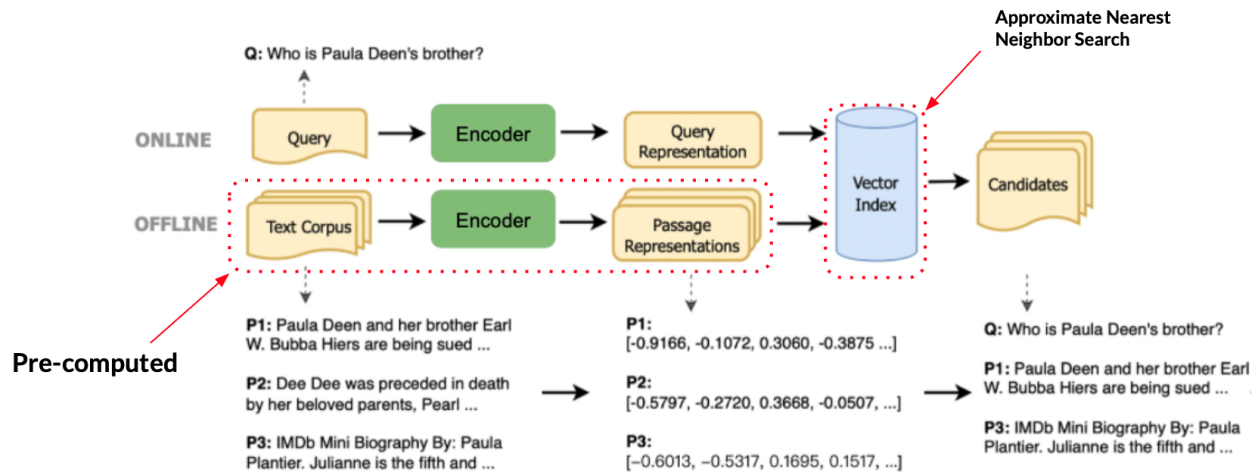 Approximate Nearest
Neighbor Search
Q: Who is Paula Deen's brother?
ONLINE
Query
Encoder
Query
Representation
Vector
Index
Candidates
OFFLINE
Text Corpus
Encoder
Passage
Representations
Pre-computed
P1: Paula Deen and her brother Earl
W. Bubba Hiers are being sued ...
P2: Dee Dee was preceded in death
by her beloved parents, Pearl ...
P3: IMDb Mini Biography By: Paula
Plantier. Julianne is the fifth and ...
P1:
[-0.9166, -0.1072, 0.3060, -0.3875 ...]
P2
[-0.5797, -0.2720, 0.3668, -0.0507, ...]
P3:
[−0.6013, −0.5317, 0.1695, 0.1517, ...]
Q: Who is Paula Deen's brother?
P1: Paula Deen and her brother Earl
W. Bubba Hiers are being sued ...
P3: IMDb Mini Biography By: Paula
Plantier. Julianne is the fifth and ...